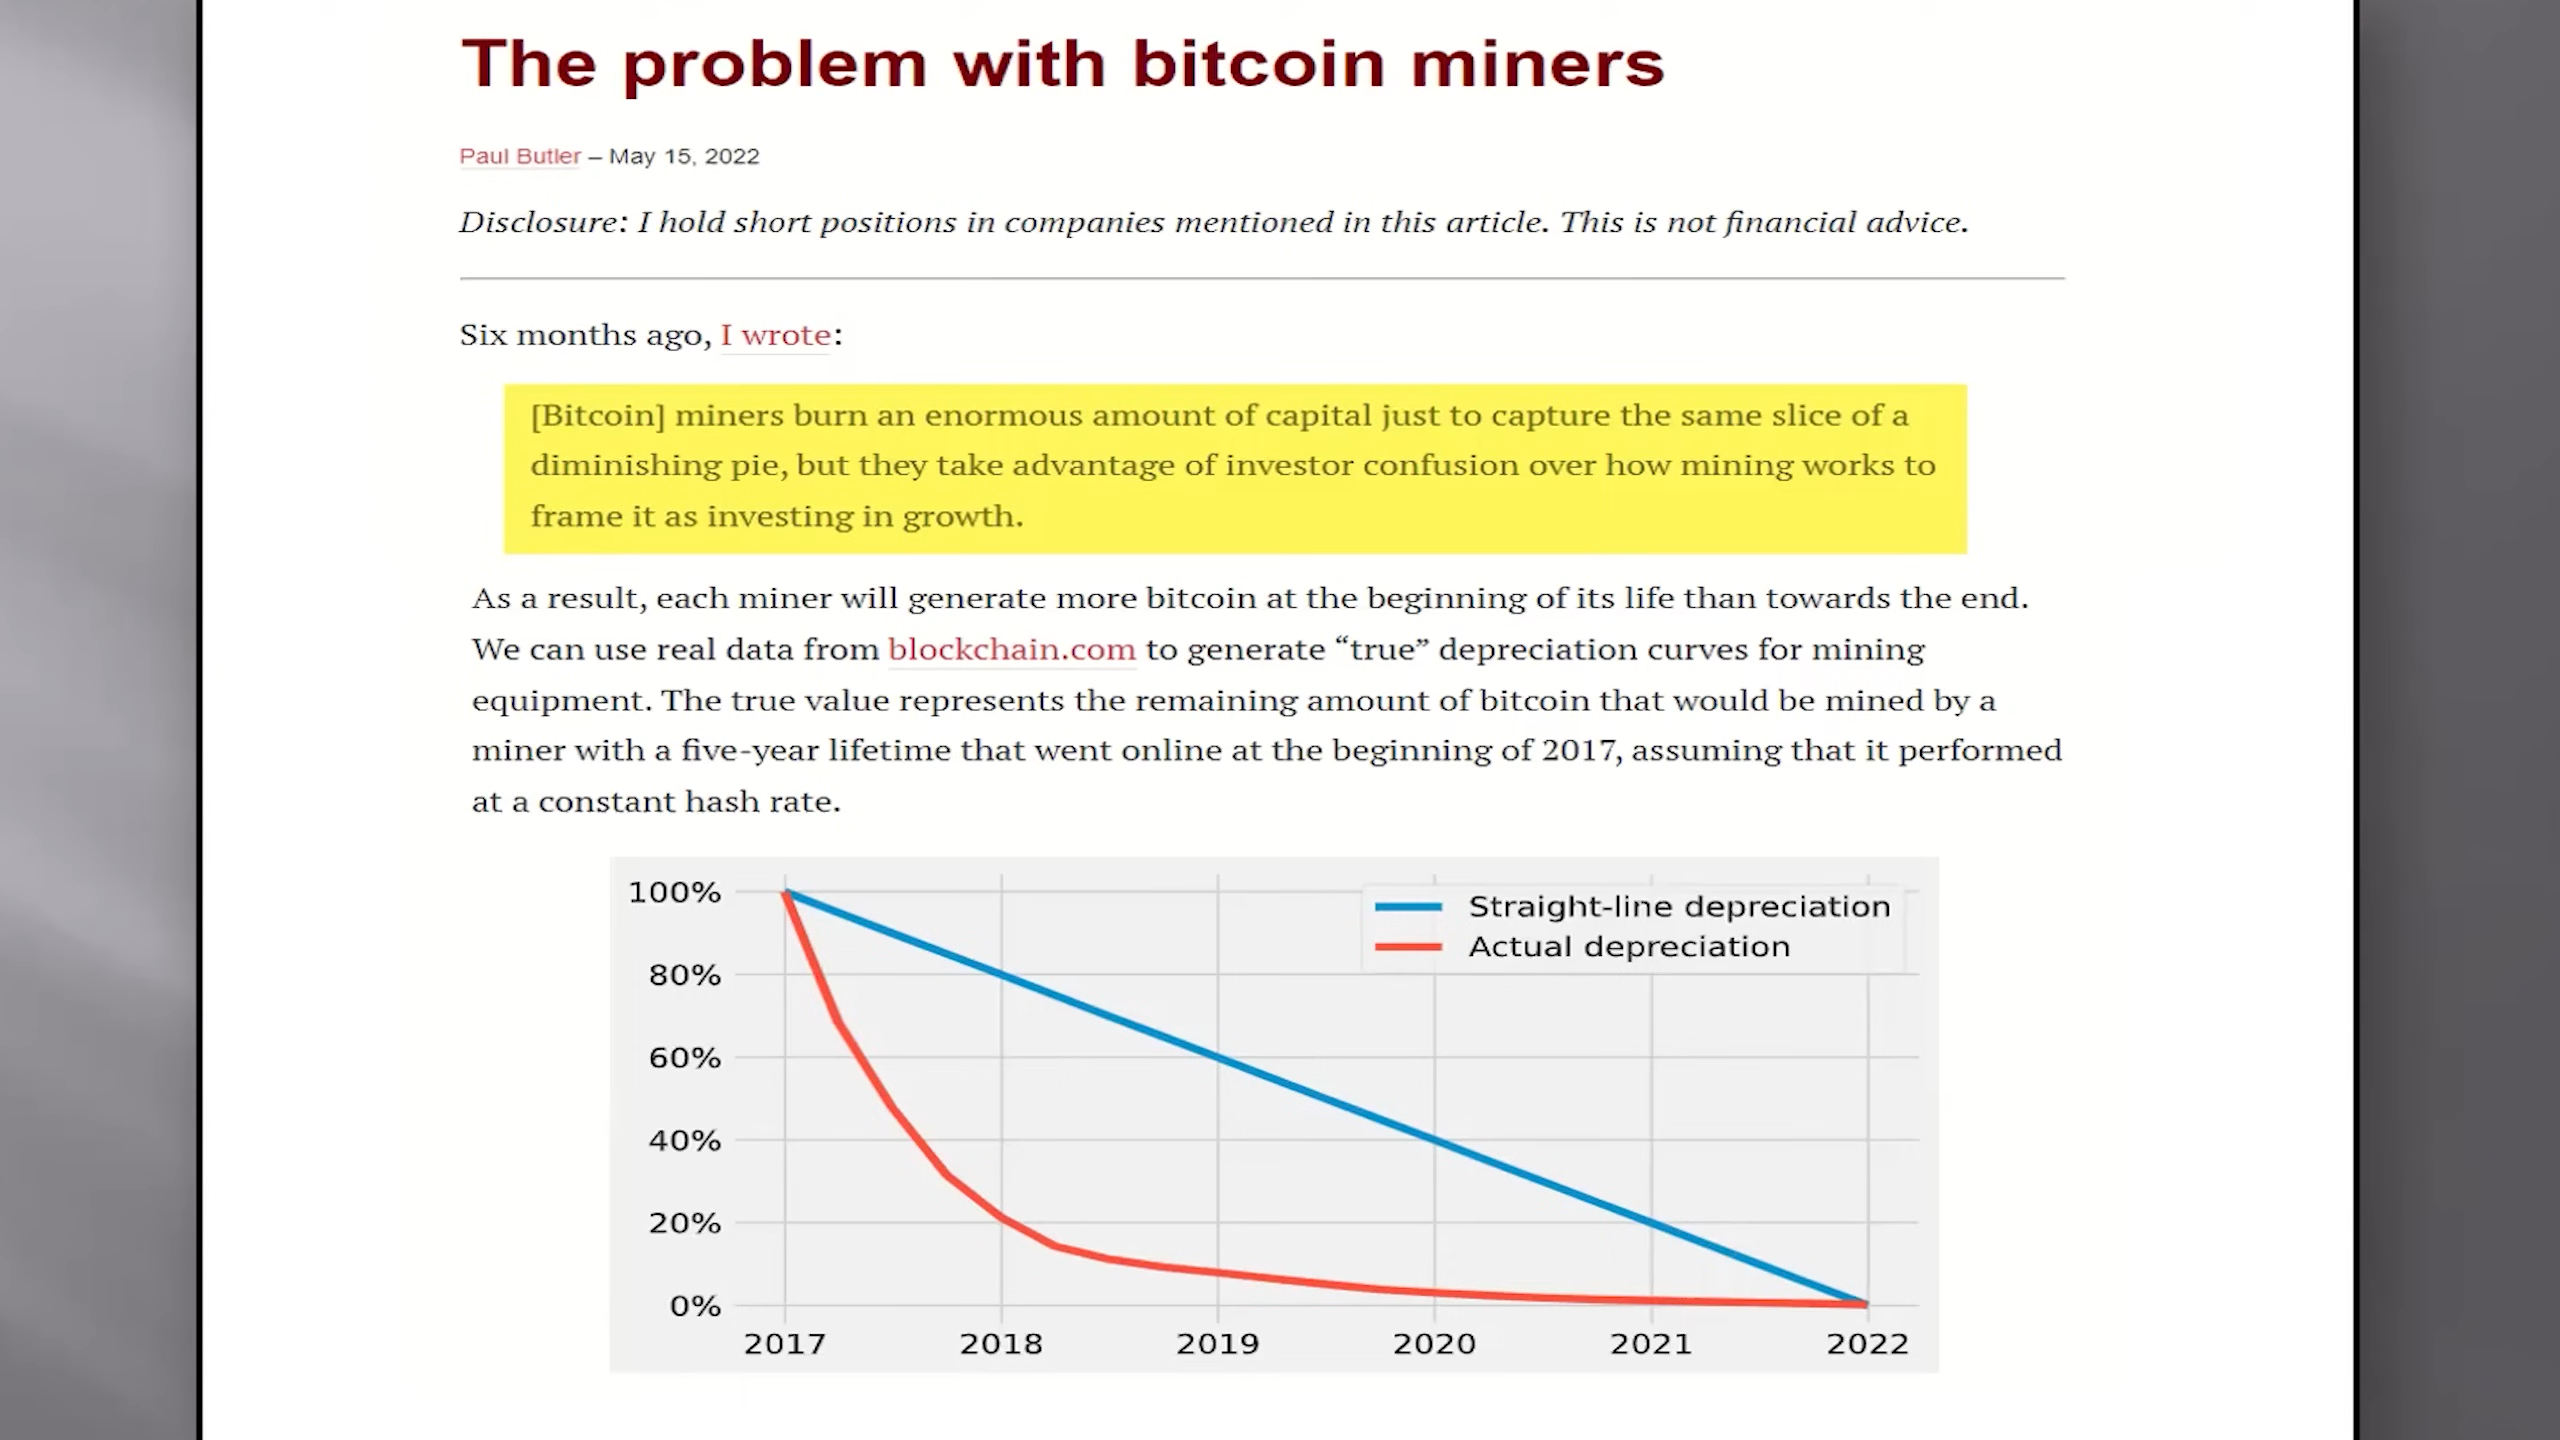 The problem with bitcoin miners
Paul Butler – May 15, 2022
Disclosure: I hold short positions in companies mentioned in this article. This is not financial advice.
Six months ago, I wrote:
[Bitcoin] miners burn an enormous amount of capital just to capture the same slice of a
diminishing pie, but they take advantage of investor confusion over how mining works to
frame it as investing in growth.
As a result, each miner will generate more bitcoin at the beginning of its life than towards the end.
We can use real data from blockchain.com to generate “true” depreciation curves for mining
equipment. The true value represents the remaining amount of bitcoin that would be mined by a
miner with a five-year lifetime that went online at the beginning of 2017, assuming that it performed
at a constant hash rate.
100%
80%
60%
40%
20%
0%
Straight-line depreciation
Actual depreciation
2017 2018 2019 2020 2021 2022